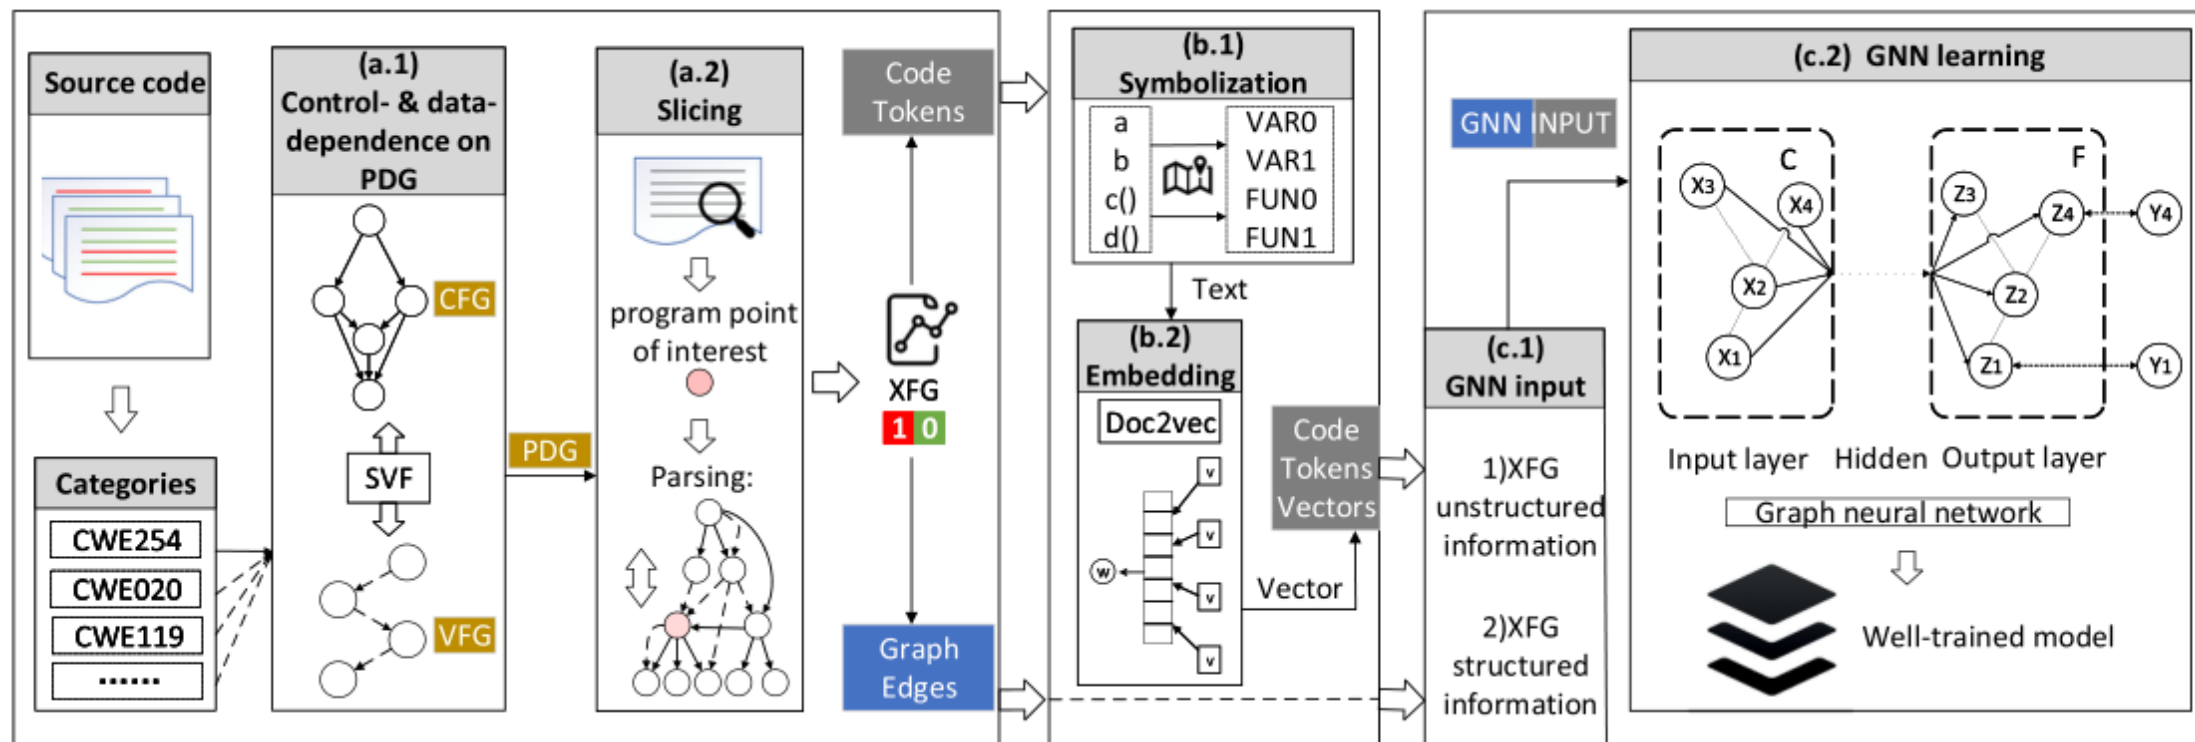 Source code
Categories
CWE254
CWE020
CWE119
......
(a.1)
Control- & data-
dependence on
PDG
CFG
SVF
VFG
PDG
(a.2)
Slicing
program point
of interest
Parsing:
Code
Tokens
XFG
1 0
Graph
Edges
(b.1)
Symbolization
a VAR0
b VAR1
c() FUN0
d() FUN1
Text
(b.2)
Embedding
Doc2vec
v
v
w
v
v
Vector
Code
Tokens
Vectors
(c.1)
GNN input
1)XFG
unstructured
information
2)XFG
structured
information
GNN INPUT
(c.2) GNN learning
C
X3
X4
X2
X1
F
Z3
Z4
Z2
Z1
Y4
Y1
Input layer Hidden Output layer
Graph neural network
Well-trained model